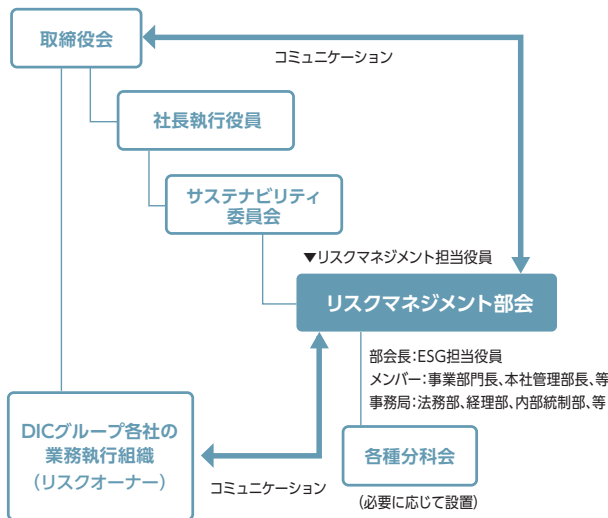 取締役会
コミュニケーション
社長執行役員
サステナビリティ
委員会
▼リスクマネジメント担当役員
リスクマネジメント部会
部会長:ESG担当役員
メンバー:事業部門長、本社管理部長、等
事務局:法務部、経理部、内部統制部、等
DICグループ各社の
業務執行組織
(リスクオーナー)
コミュニケーション
各種分科会
(必要に応じて設置)